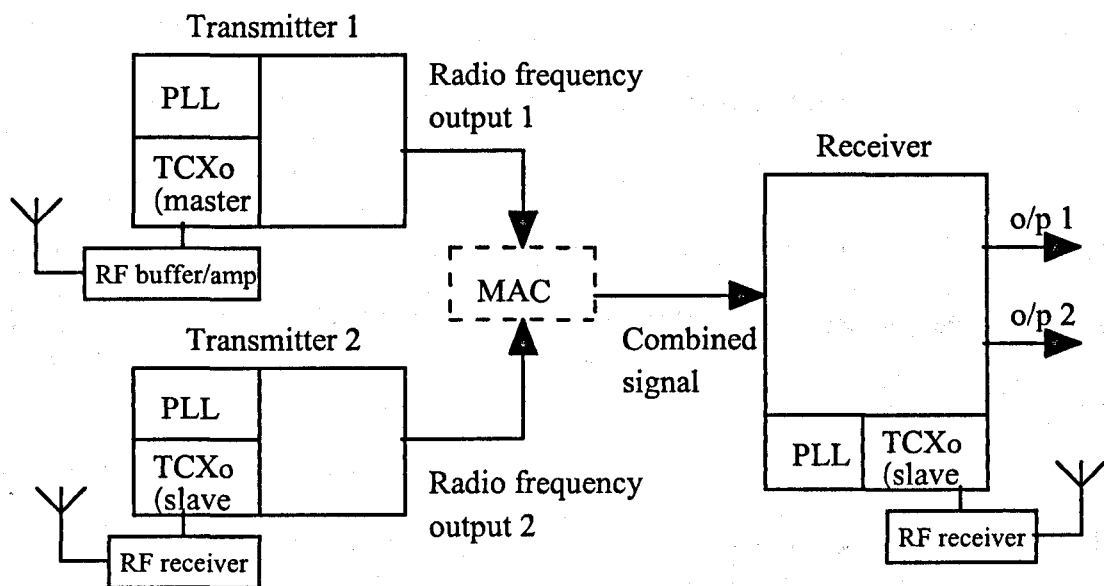 Transmitter 1
PLL
TCXo
(master
RF buffer/amp
Radio frequency
output 1
Transmitter 2
PLL
TCXo
(slave
RF receiver
Radio frequency
output 2
MAC
Combined
signal
Receiver
o/p 1
o/p 2
PLL
TCXo
(slave
RF receiver